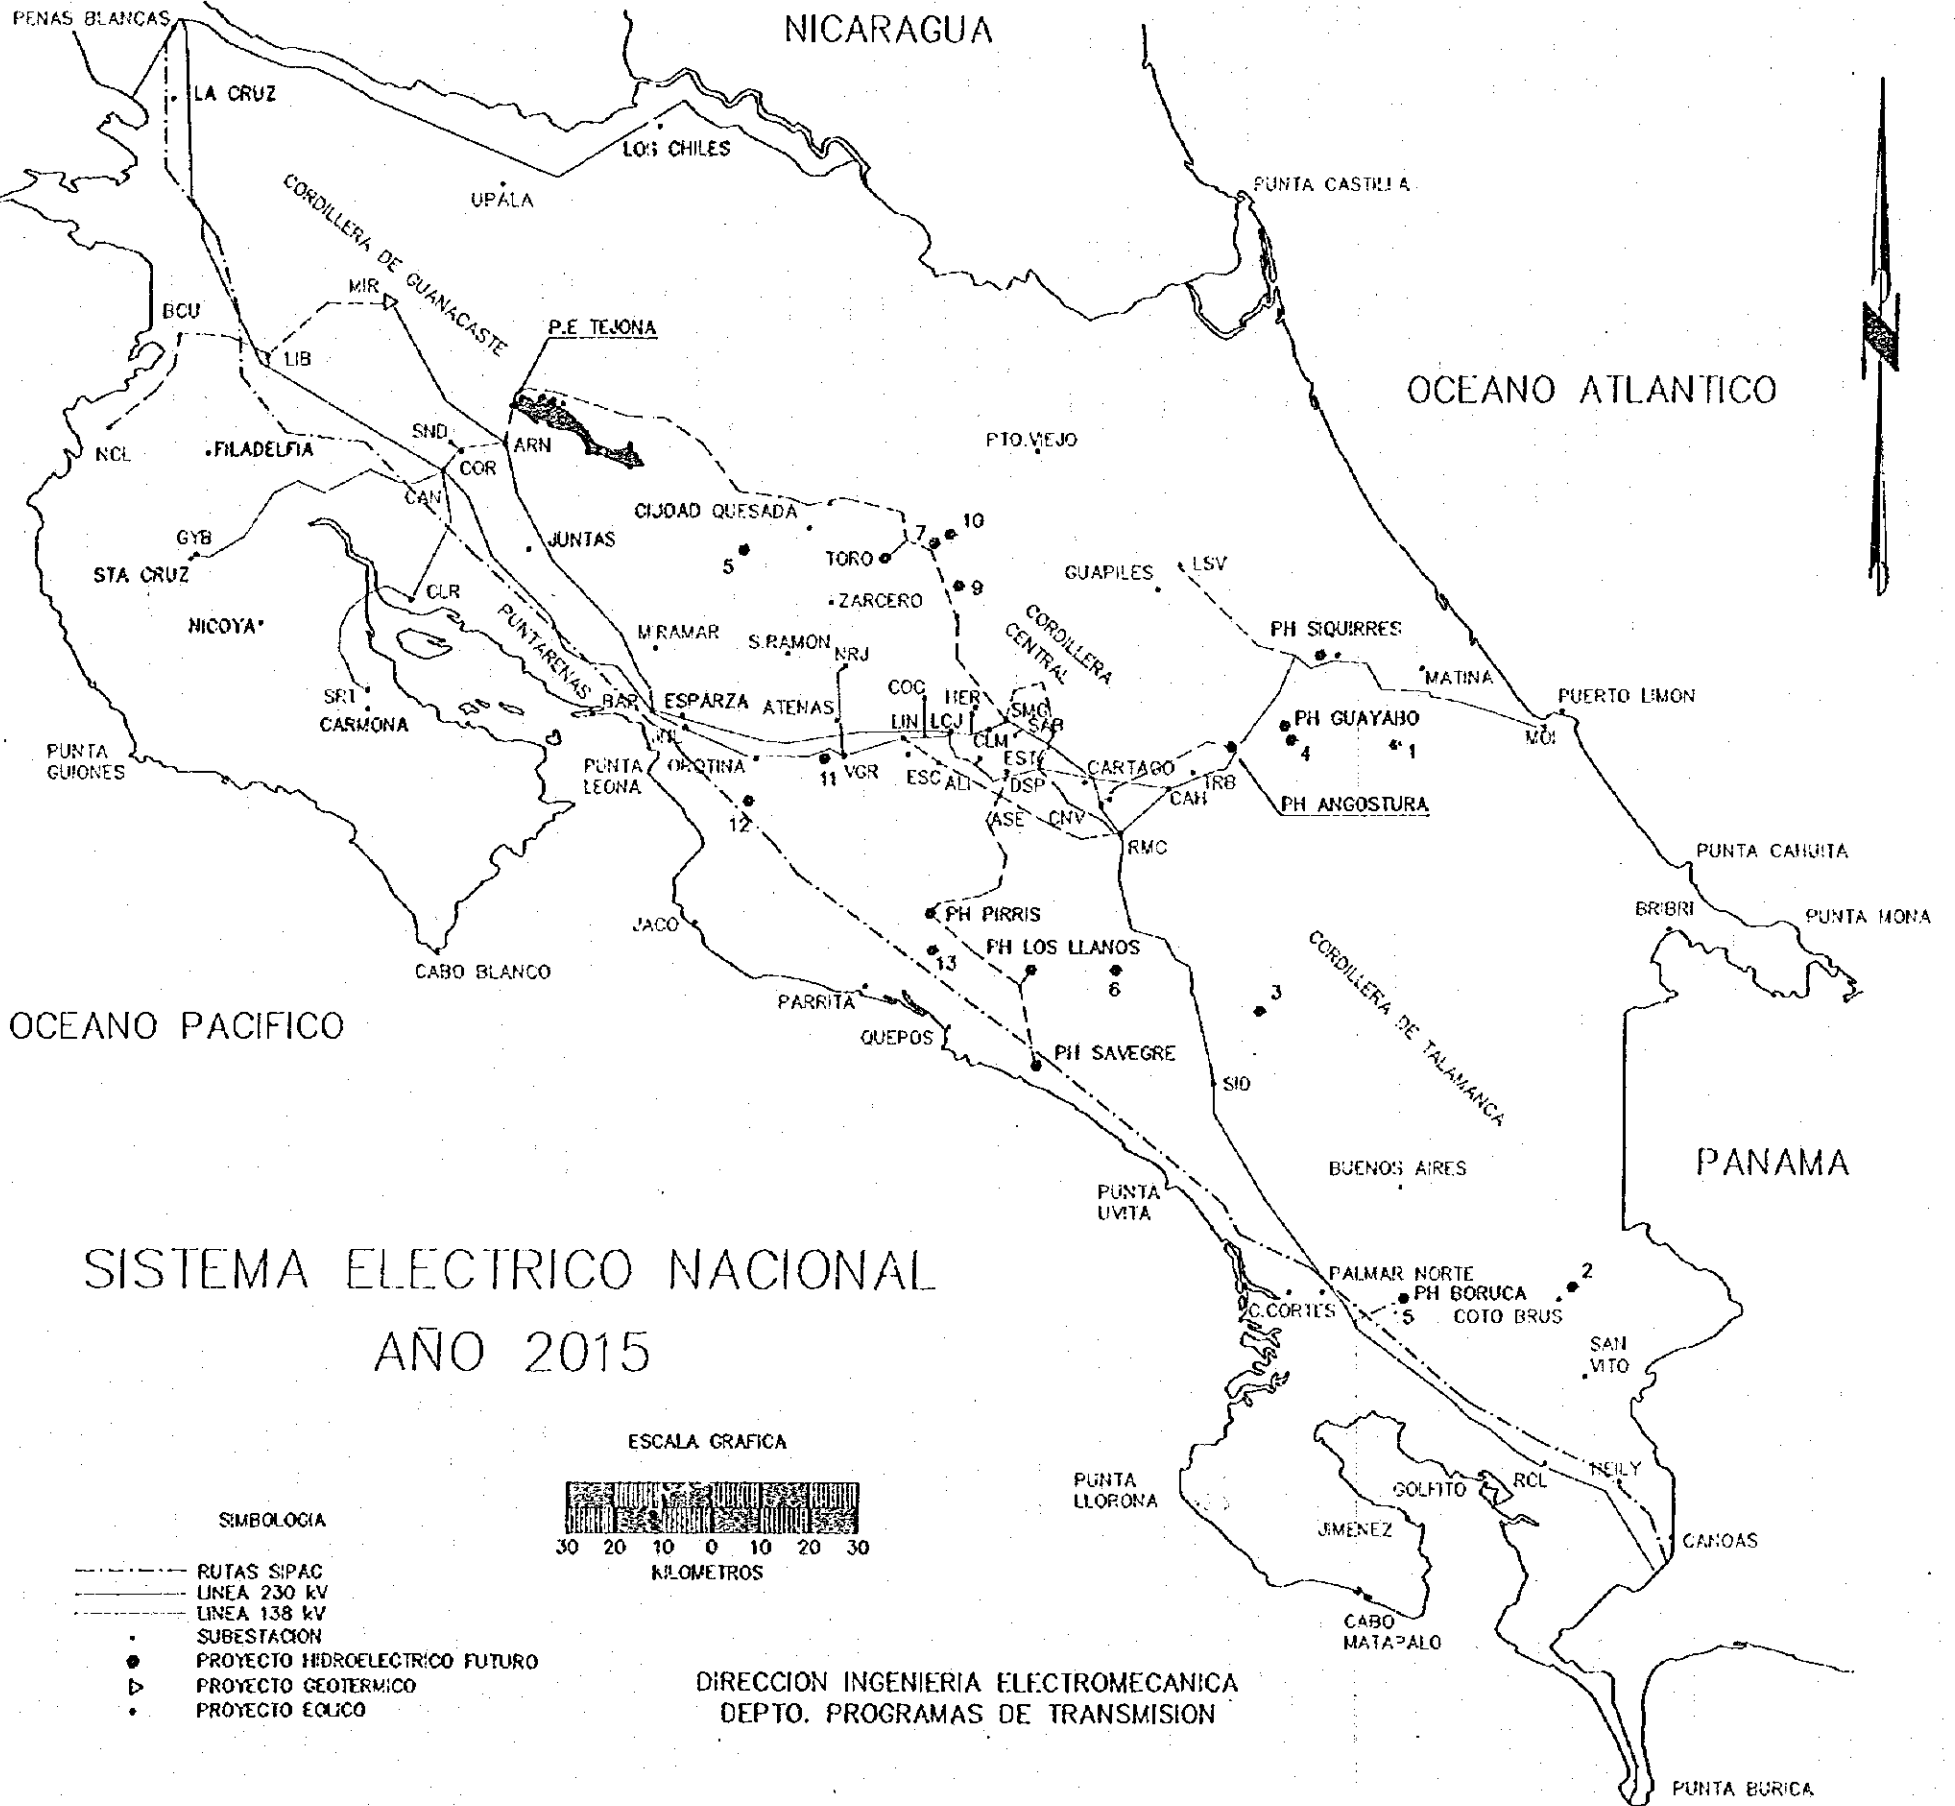 PENAS BLANCAS
NICARAGUA
LA CRUZ
LOS CHILES
UPALA
PUNTA CASTILLA
CORDILLERA DE GUANACASTE
MIR
BCU
LIB
P.E TEJONA
OCEANO ATLANTICO
NCL
FILADELFIA
SND
COR
ARN
CAN
PTO.VIEJO
CIUDAD QUESADA
GYB
STA CRUZ
JUNTAS
5
TORO
7
10
9
GUAPILES
LSV
CLR
ZARCERO
NICOYA
PUNTARENAS
MIRAMAR
S.RAMON
NRJ
CORDILLERA
CENTRAL
PH SIQUIRRES
MATINA
PUERTO LIMON
SRT
CARMONA
BAR
ESPARZA
ATENAS
COC
HER
LIN
LCJ
SMG
SAB
CLM
PH GUAYABO
4
1
MOI
PUNTA
GUIONES
PUNTA
LEONA
OROTINA
11
VGR
ESC
ALI
EST
DSP
CARTAGO
CAH
TRB
PH ANGOSTURA
12
ASE
CNV
RMC
PUNTA CAHUITA
JACO
PH PIRRIS
BRIBRI
PUNTA MONA
CABO BLANCO
13
PH LOS LLANOS
6
3
CORDILLERA DE TALAMANCA
PARRITA
OCEANO PACIFICO
QUEPOS
PH SAVEGRE
SID
PANAMA
BUENOS AIRES
PUNTA
UVITA
SISTEMA ELECTRICO NACIONAL
AÑO 2015
PALMAR NORTE
PH BORUCA
2
C.CORTES
5
COTO BRUS
SAN
VITO
ESCALA GRAFICA
30 20 10 0 10 20 30
KILOMETROS
PUNTA
LLORONA
GOLFITO
RCL
NEILY
JIMENEZ
CANOAS
SIMBOLOGIA
RUTAS SIPAC
LINEA 230 kV
LINEA 138 kV
SUBESTACION
PROYECTO HIDROELECTRICO FUTURO
PROYECTO GEOTERMICO
PROYECTO EOLICO
CABO
MATAPALO
DIRECCION INGENIERIA ELECTROMECANICA
DEPTO. PROGRAMAS DE TRANSMISION
PUNTA BURICA